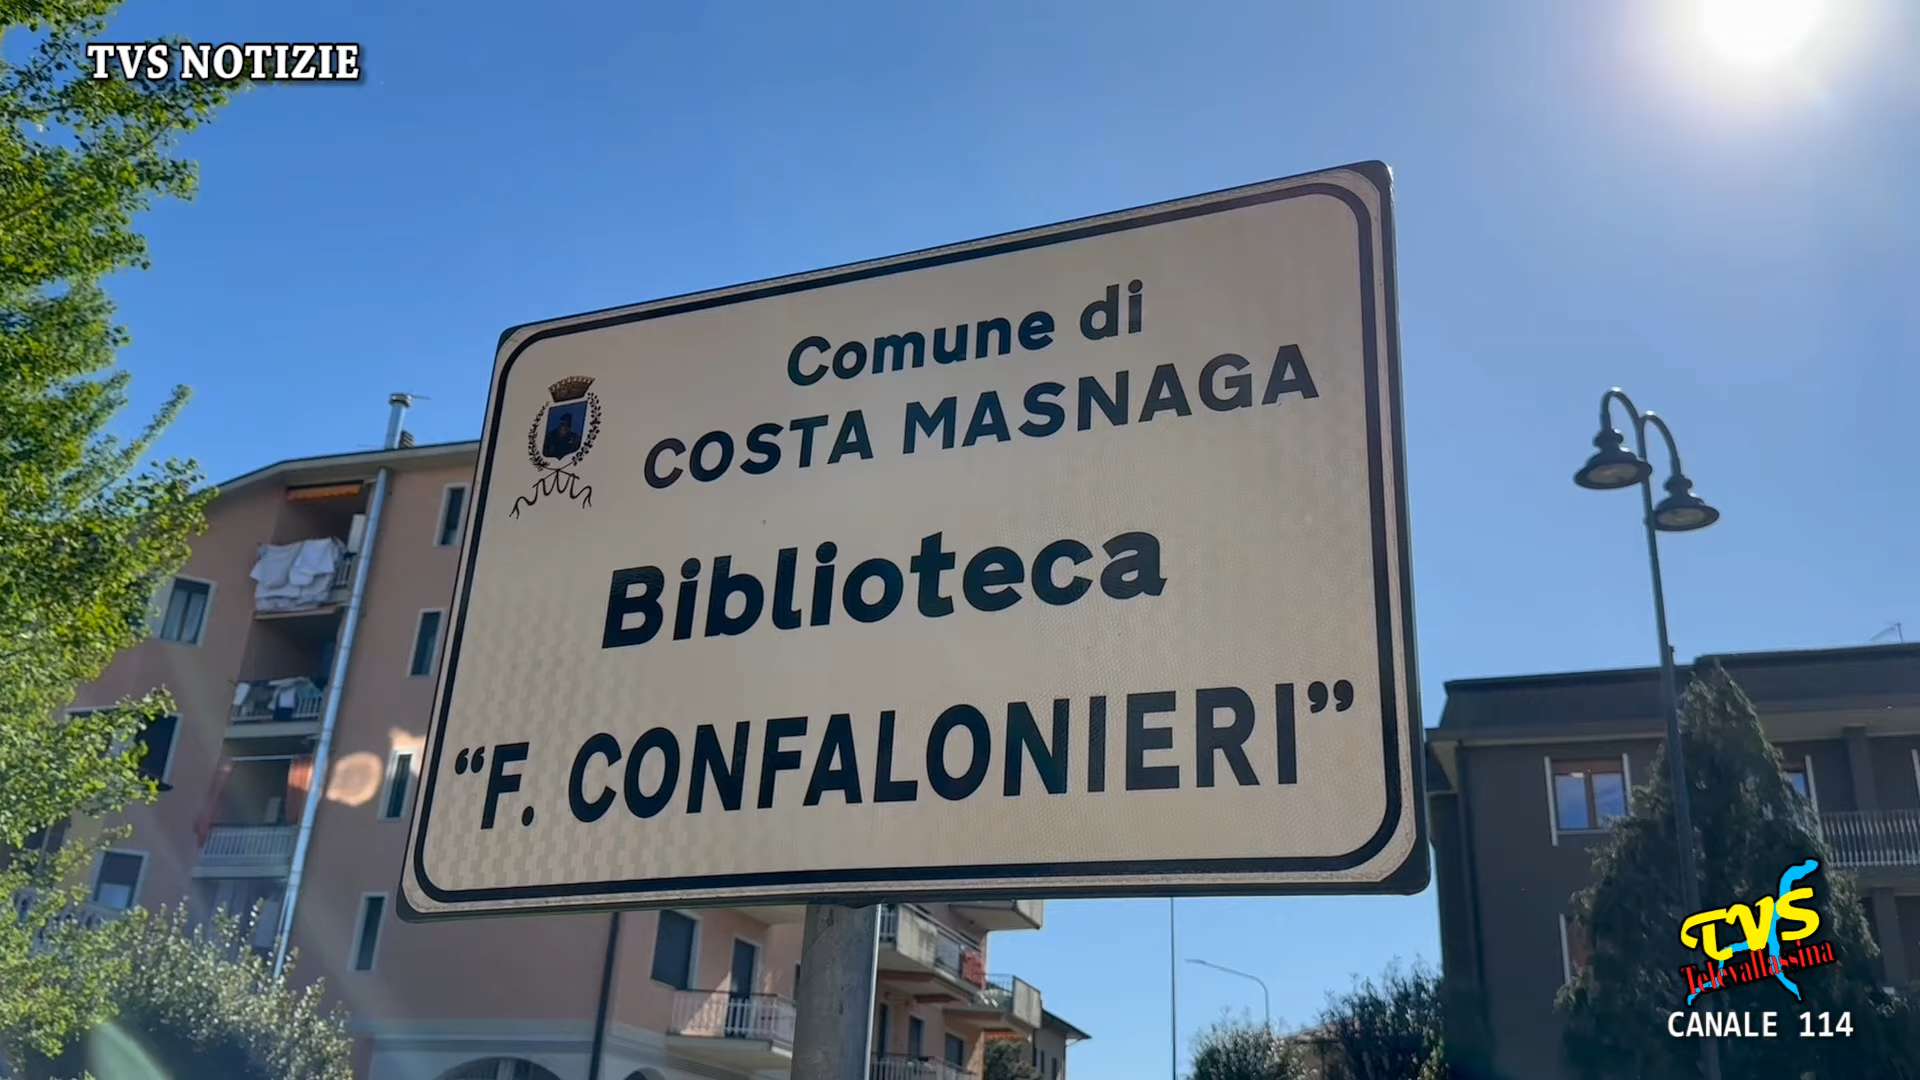 TVS NOTIZIE
Comune di
COSTA MASNAGA
Biblioteca
“F. CONFALONIERI”
TVS
Televallassina
CANALE 114